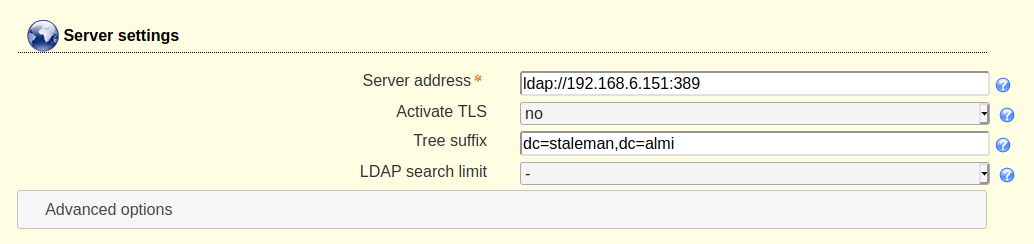 Server settings
Server address * ldap://192.168.6.151:389
Activate TLS no
Tree suffix dc=staleman,dc=almi
LDAP search limit -
Advanced options